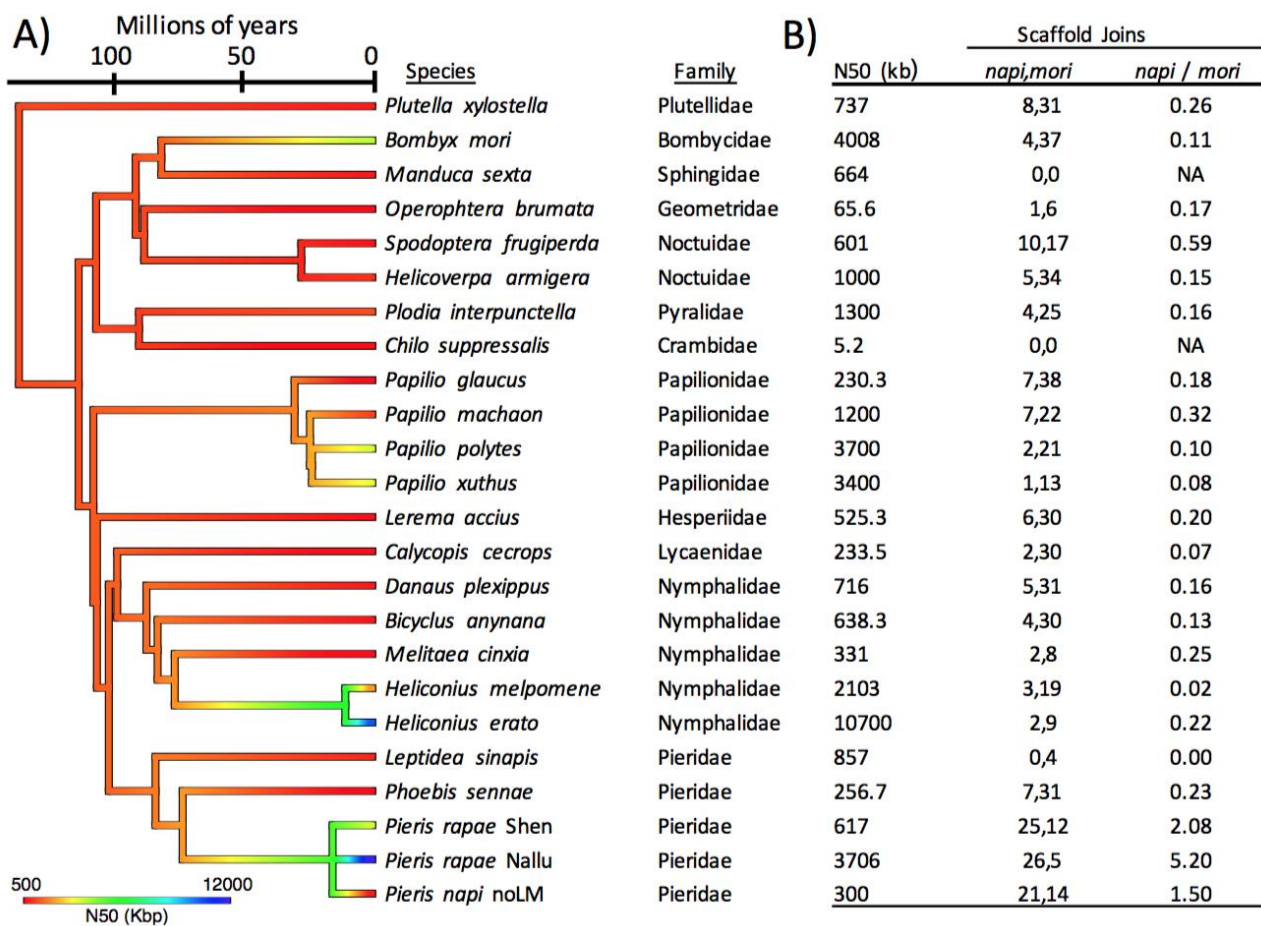 A)
Millions of years
100 50 0
B)
Scaffold Joins
Species Family N50 (kb) napi,mori napi / mori
Plutella xylostella Plutellidae 737 8,31 0.26
Bombyx mori Bombycidae 4008 4,37 0.11
Manduca sexta Sphingidae 664 0,0 NA
Operophtera brumata Geometridae 65.6 1,6 0.17
Spodoptera frugiperda Noctuidae 601 10,17 0.59
Helicoverpa armigera Noctuidae 1000 5,34 0.15
Plodia interpunctella Pyralidae 1300 4,25 0.16
Chilo suppressalis Crambidae 5.2 0,0 NA
Papilio glaucus Papilionidae 230.3 7,38 0.18
Papilio machaon Papilionidae 1200 7,22 0.32
Papilio polytes Papilionidae 3700 2,21 0.10
Papilio xuthus Papilionidae 3400 1,13 0.08
Lerema accius Hesperiidae 525.3 6,30 0.20
Calycopis cecrops Lycaenidae 233.5 2,30 0.07
Danaus plexippus Nymphalidae 716 5,31 0.16
Bicyclus anynana Nymphalidae 638.3 4,30 0.13
Melitaea cinxia Nymphalidae 331 2,8 0.25
Heliconius melpomene Nymphalidae 2103 3,19 0.02
Heliconius erato Nymphalidae 10700 2,9 0.22
Leptidea sinapis Pieridae 857 0,4 0.00
Phoebis sennae Pieridae 256.7 7,31 0.23
Pieris rapae Shen Pieridae 617 25,12 2.08
Pieris rapae Nallu Pieridae 3706 26,5 5.20
Pieris napi noLM Pieridae 300 21,14 1.50
500 12000
N50 (Kbp)